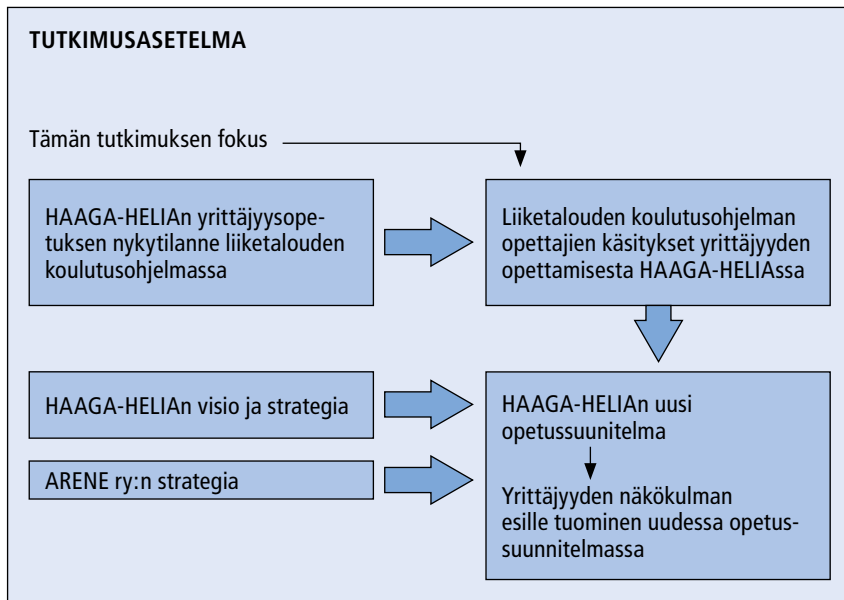 TUTKIMUSASETELMA
Tämän tutkimuksen fokus
HAAGA-HELIAn yrittäjyysope-
tuksen nykytilanne liiketalouden
koulutusohjelmassa
Liiketalouden koulutusohjelman
opettajien käsitykset yrittäjyyden
opettamisesta HAAGA-HELIAssa
HAAGA-HELIAn visio ja strategia
ARENE ry:n strategia
HAAGA-HELIAn uusi
opetussuunitelma
Yrittäjyyden näkökulman
esille tuominen uudessa opetus-
suunnitelmassa